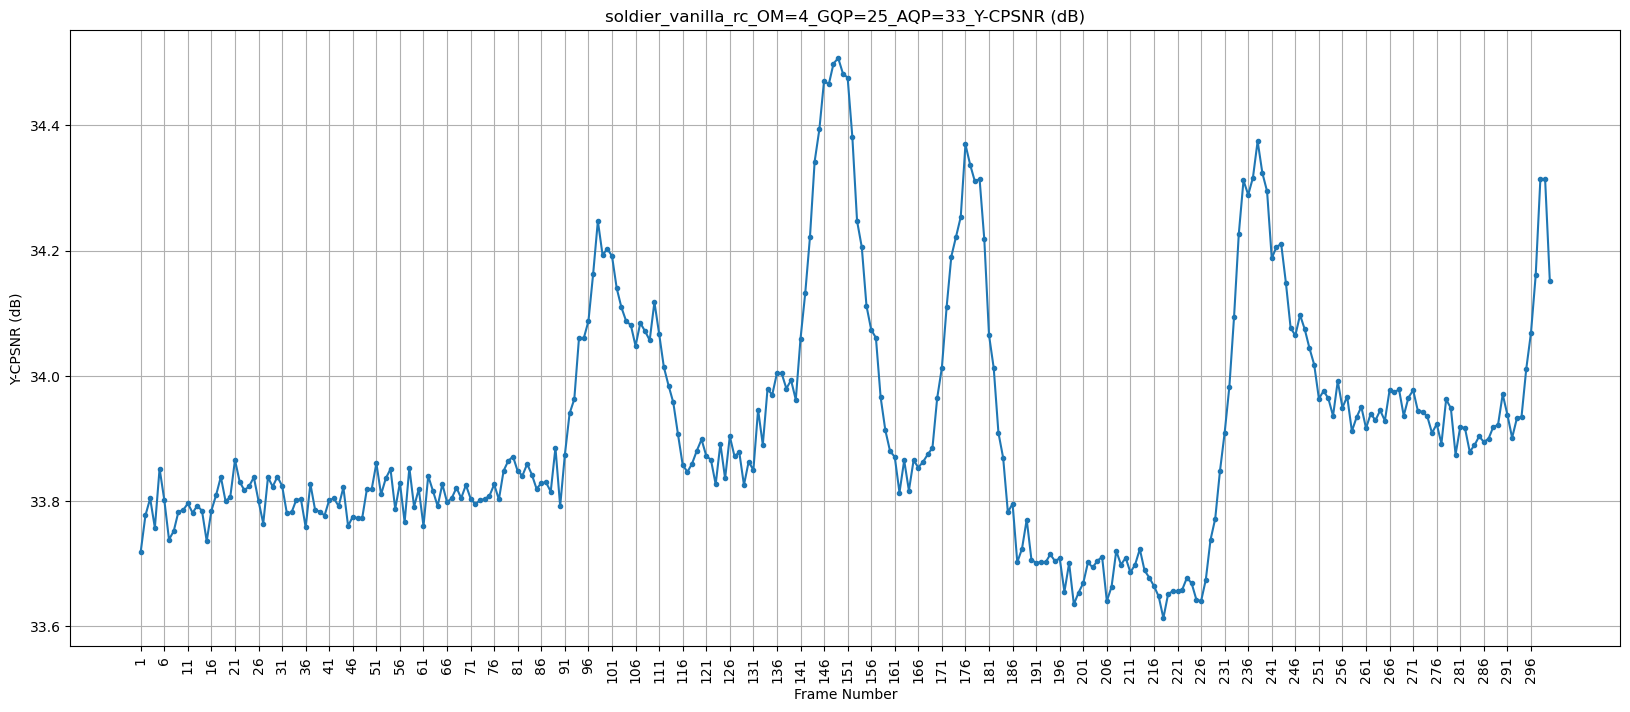 soldier_vanilla_rc_OM=4_GQP=25_AQP=33_Y-CPSNR (dB)
Y-CPSNR (dB)
34.4
34.2
34.0
33.8
33.6
1 6 11 16 21 26 31 36 41 46 51 56 61 66 71 76 81 86 91 96 101 106 111 116 121 126 131 136 141 146 151 156 161 166 171 176 181 186 191 196 201 206 211 216 221 226 231 236 241 246 251 256 261 266 271 276 281 286 291 296
Frame Number